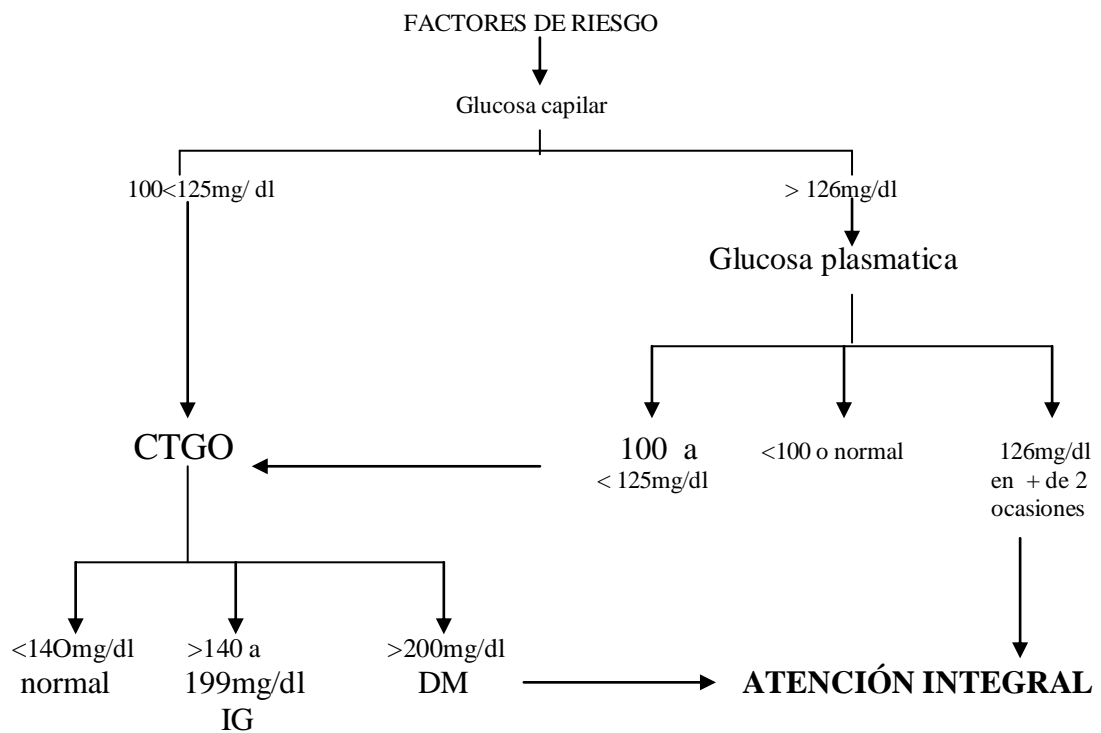 FACTORES DE RIESGO
Glucosa capilar
100<125mg/ dl
> 126mg/dl
Glucosa plasmatica
CTGO
100 a
< 125mg/dl
<100 o normal
126mg/dl
en + de 2
ocasiones
<14Omg/dl
normal
>140 a
199mg/dl
IG
>200mg/dl
DM
ATENCIÓN INTEGRAL